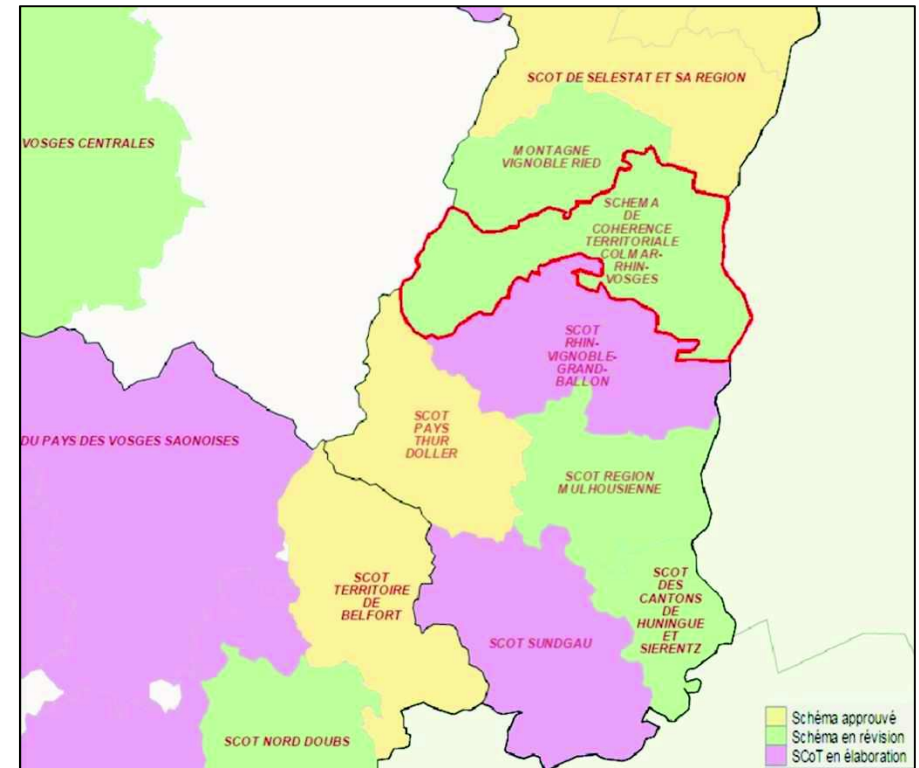 SCOT DE SELESTAT ET SA REGION
VOSGES CENTRALES
MONTAGNE
VIGNOBLE RIED
SCHEMA
DE
COHERENCE
TERRITORIALE
COLMAR-
RHIN-
VOSGES
SCOT
RHIN-
VIGNOBLE-
GRAND-
BALLON
SCOT
PAYS
THUR
DOLLER
DU PAYS DES VOSGES SAONOISES
SCOT REGION
MULHOUSIENNE
SCOT
TERRITOIRE
DE
BELFORT
SCOT
DES
CANTONS
DE
HUNINGUE
ET
SIERENTZ
SCOT SUNDGAU
SCOT NORD DOUBS
Schéma approuvé
Schéma en révision
SCoT en élaboration